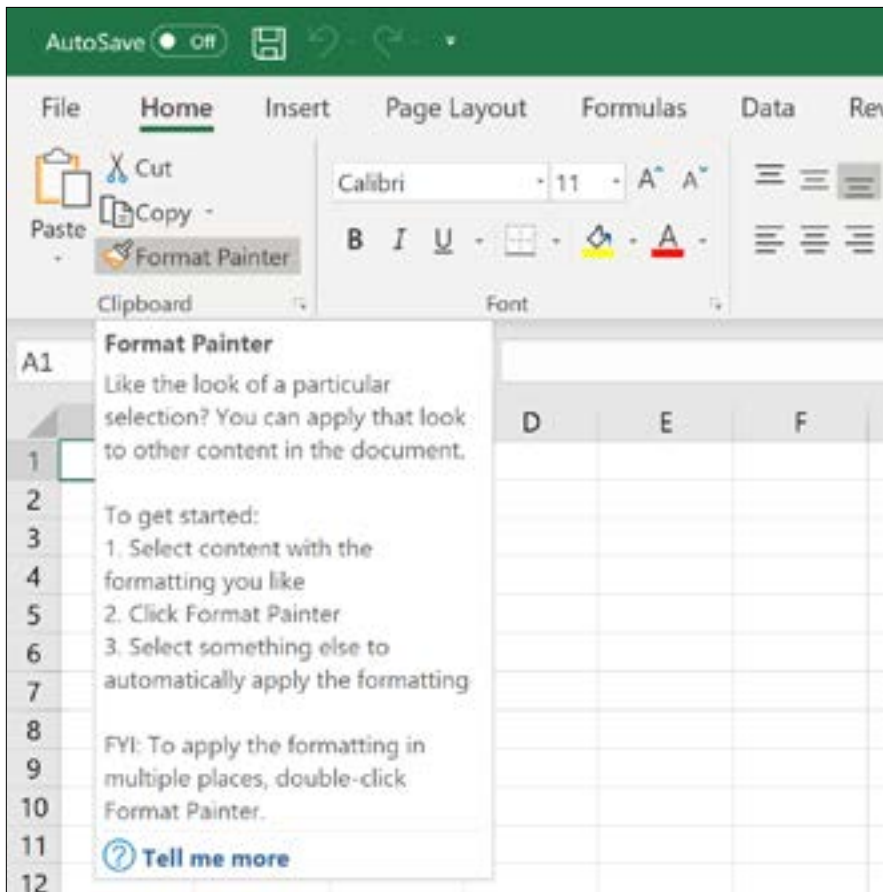 AutoSave Off
File Home Insert Page Layout Formulas Data Rev
Paste
Cut
Copy
Format Painter
Clipboard
Calibri 11 A A
B I U A
Font
A1
Format Painter
Like the look of a particular
selection? You can apply that look
to other content in the document.
To get started:
1. Select content with the
formatting you like
2. Click Format Painter
3. Select something else to
automatically apply the formatting
FYI: To apply the formatting in
multiple places, double-click
Format Painter.
? Tell me more
D E F
1
2
3
4
5
6
7
8
9
10
11
12